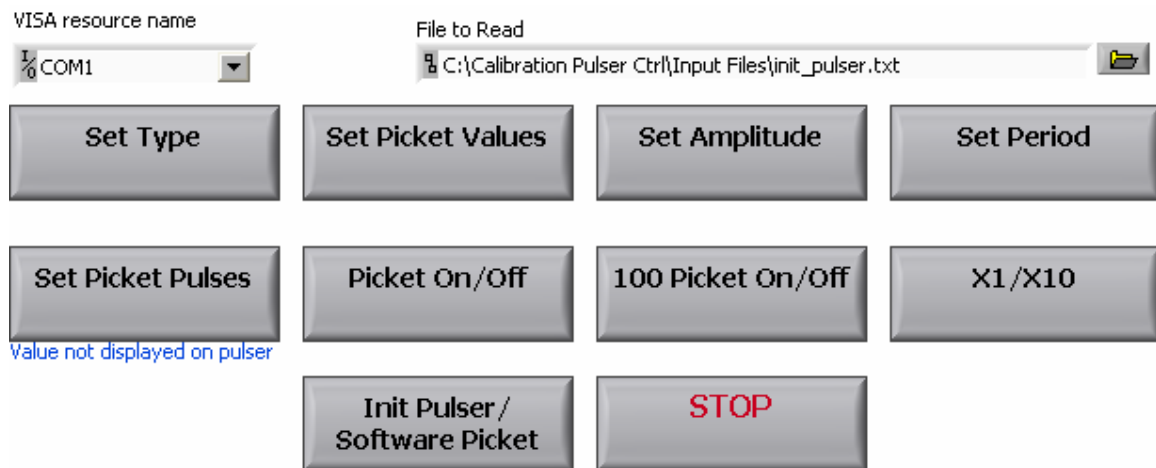 VISA resource name
File to Read
COM1
C:\Calibration Pulser Ctrl\Input Files\init_pulser.txt
Set Type
Set Picket Values
Set Amplitude
Set Period
Set Picket Pulses
Picket On/Off
100 Picket On/Off
X1/X10
Value not displayed on pulser
Init Pulser/
Software Picket
STOP